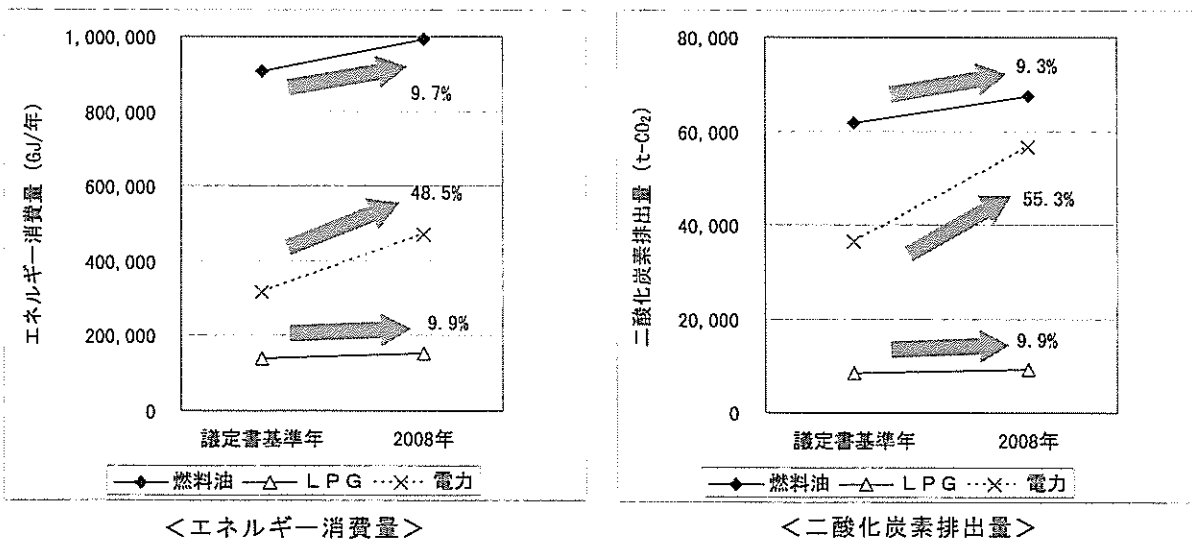 エネルギー消費量 (GJ/年)
1,000,000
800,000
600,000
400,000
200,000
0
9.7%
48.5%
9.9%
議定書基準年
2008年
燃料油
LPG
電力
<エネルギー消費量>
二酸化炭素排出量 (t-CO₂)
80,000
60,000
40,000
20,000
0
9.3%
55.3%
9.9%
議定書基準年
2008年
燃料油
LPG
電力
<二酸化炭素排出量>